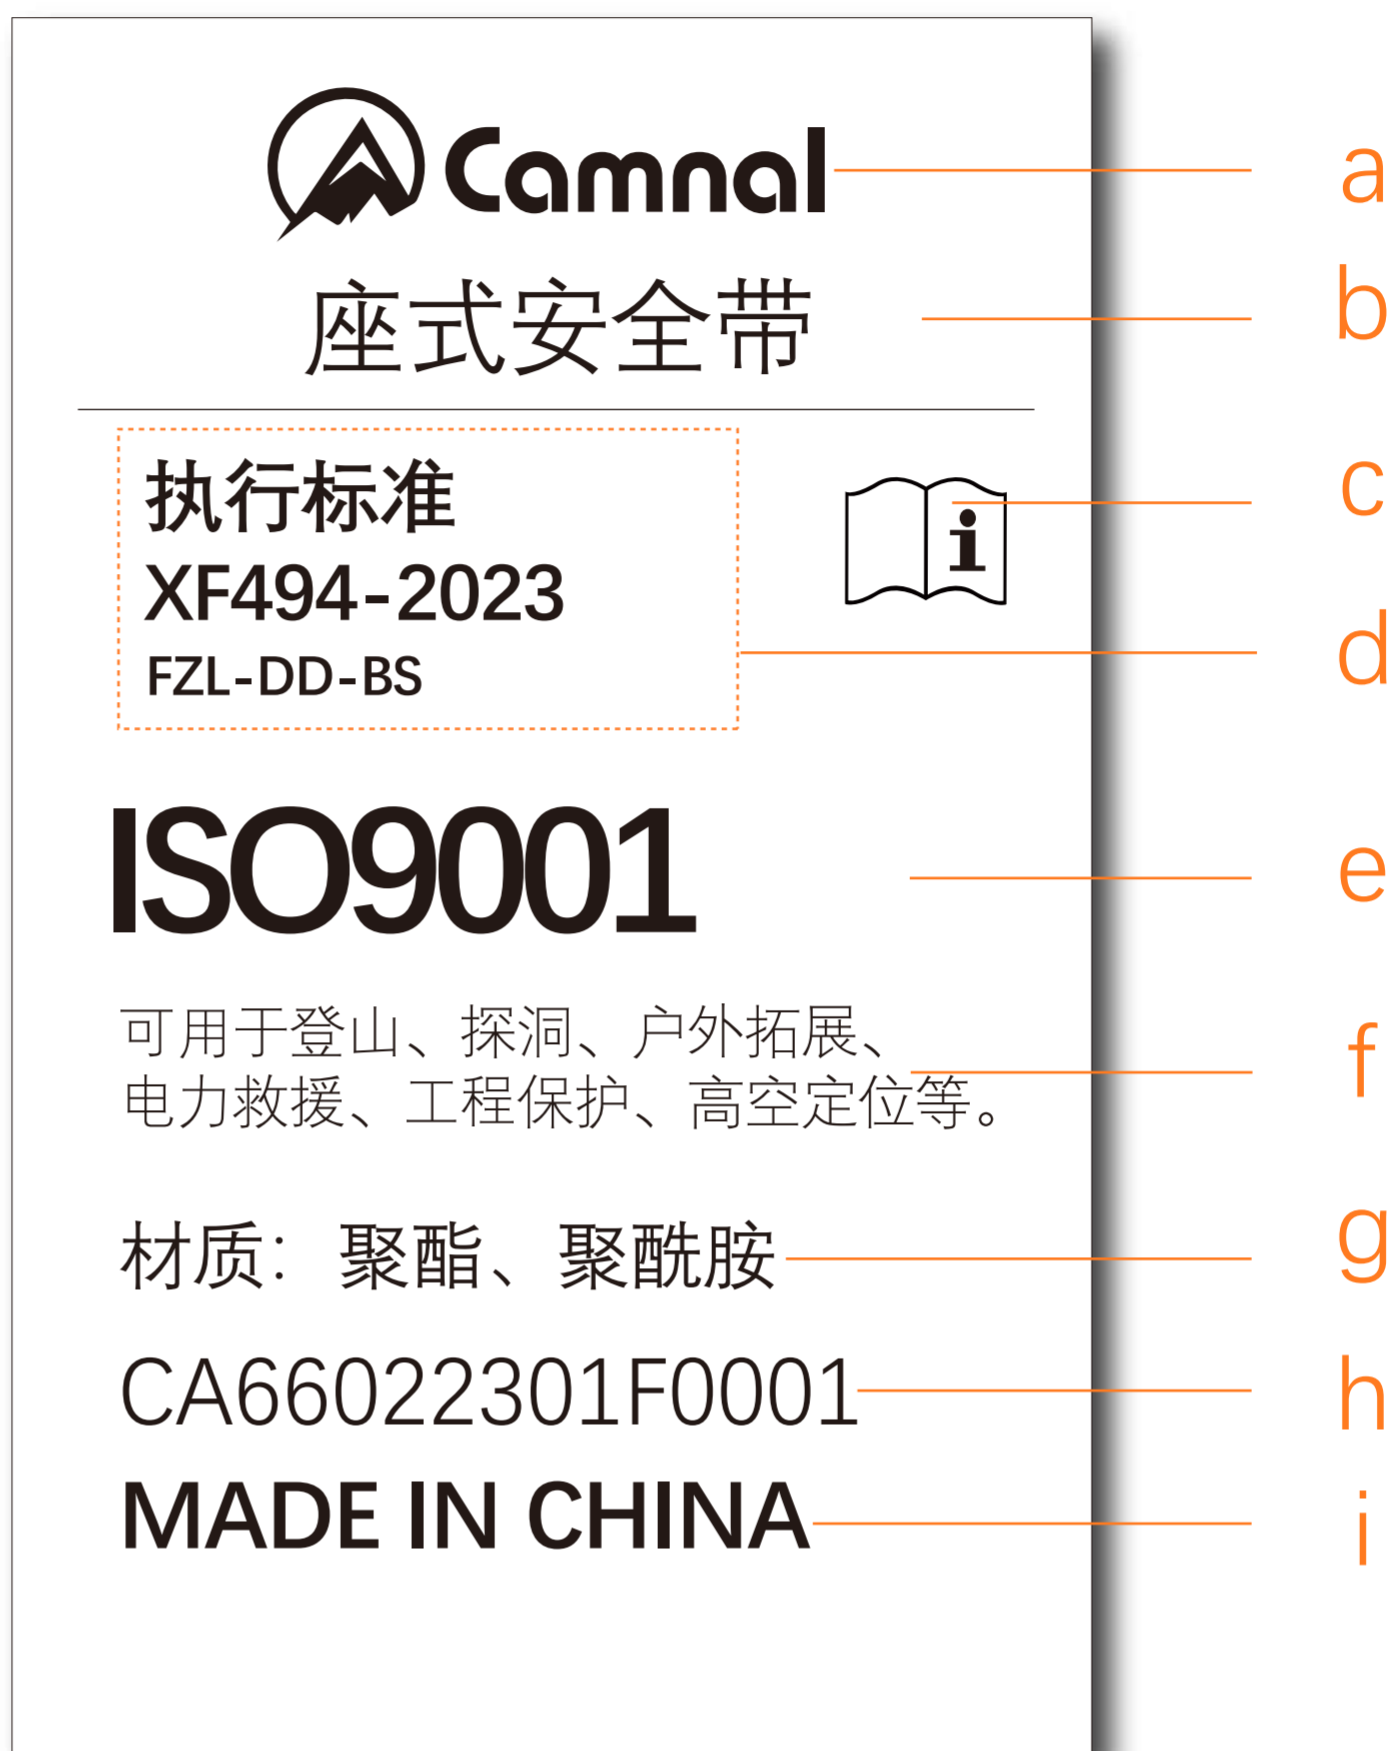 Camnal
a
座式安全带
b
执行标准
c
XF494-2023
FZL-DD-BS
d
i
ISO9001
e
可用于登山、探洞、户外拓展、
电力救援、工程保护、高空定位等。
f
材质：聚酯、聚酰胺
g
CA66022301F0001
h
MADE IN CHINA
i